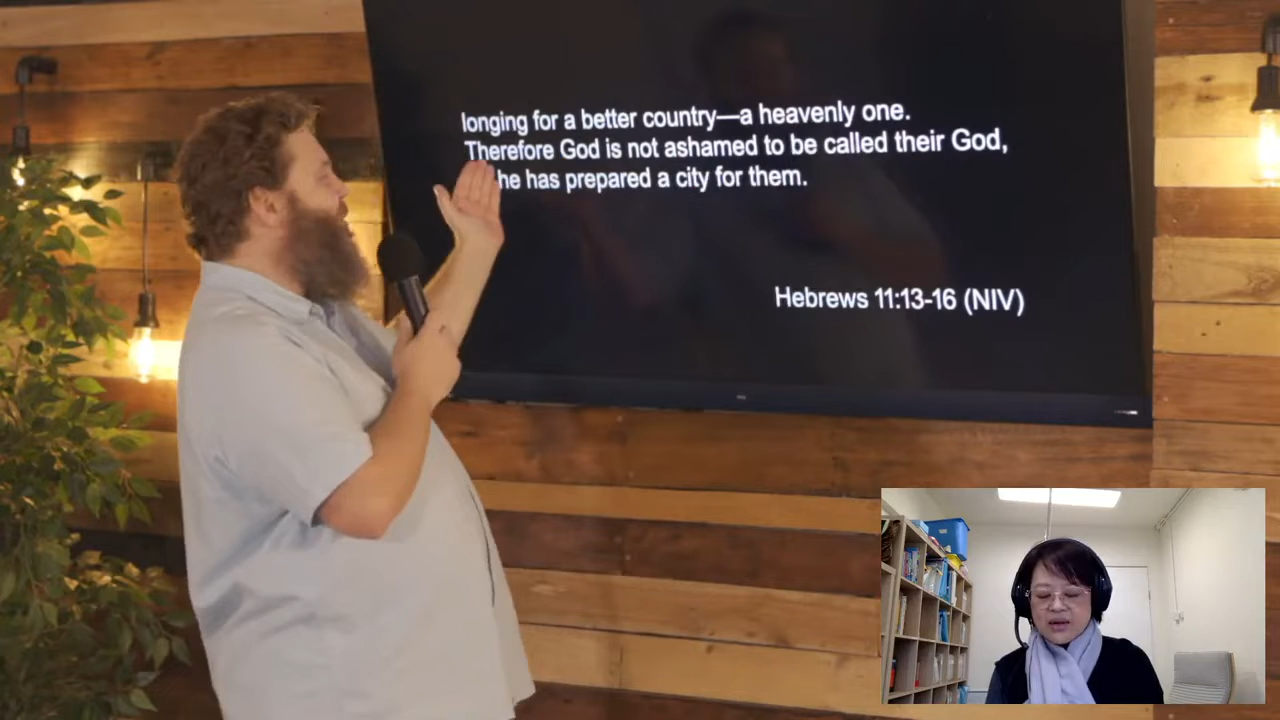 longing for a better country—a heavenly one.
Therefore God is not ashamed to be called their God,
he has prepared a city for them.
Hebrews 11:13-16 (NIV)